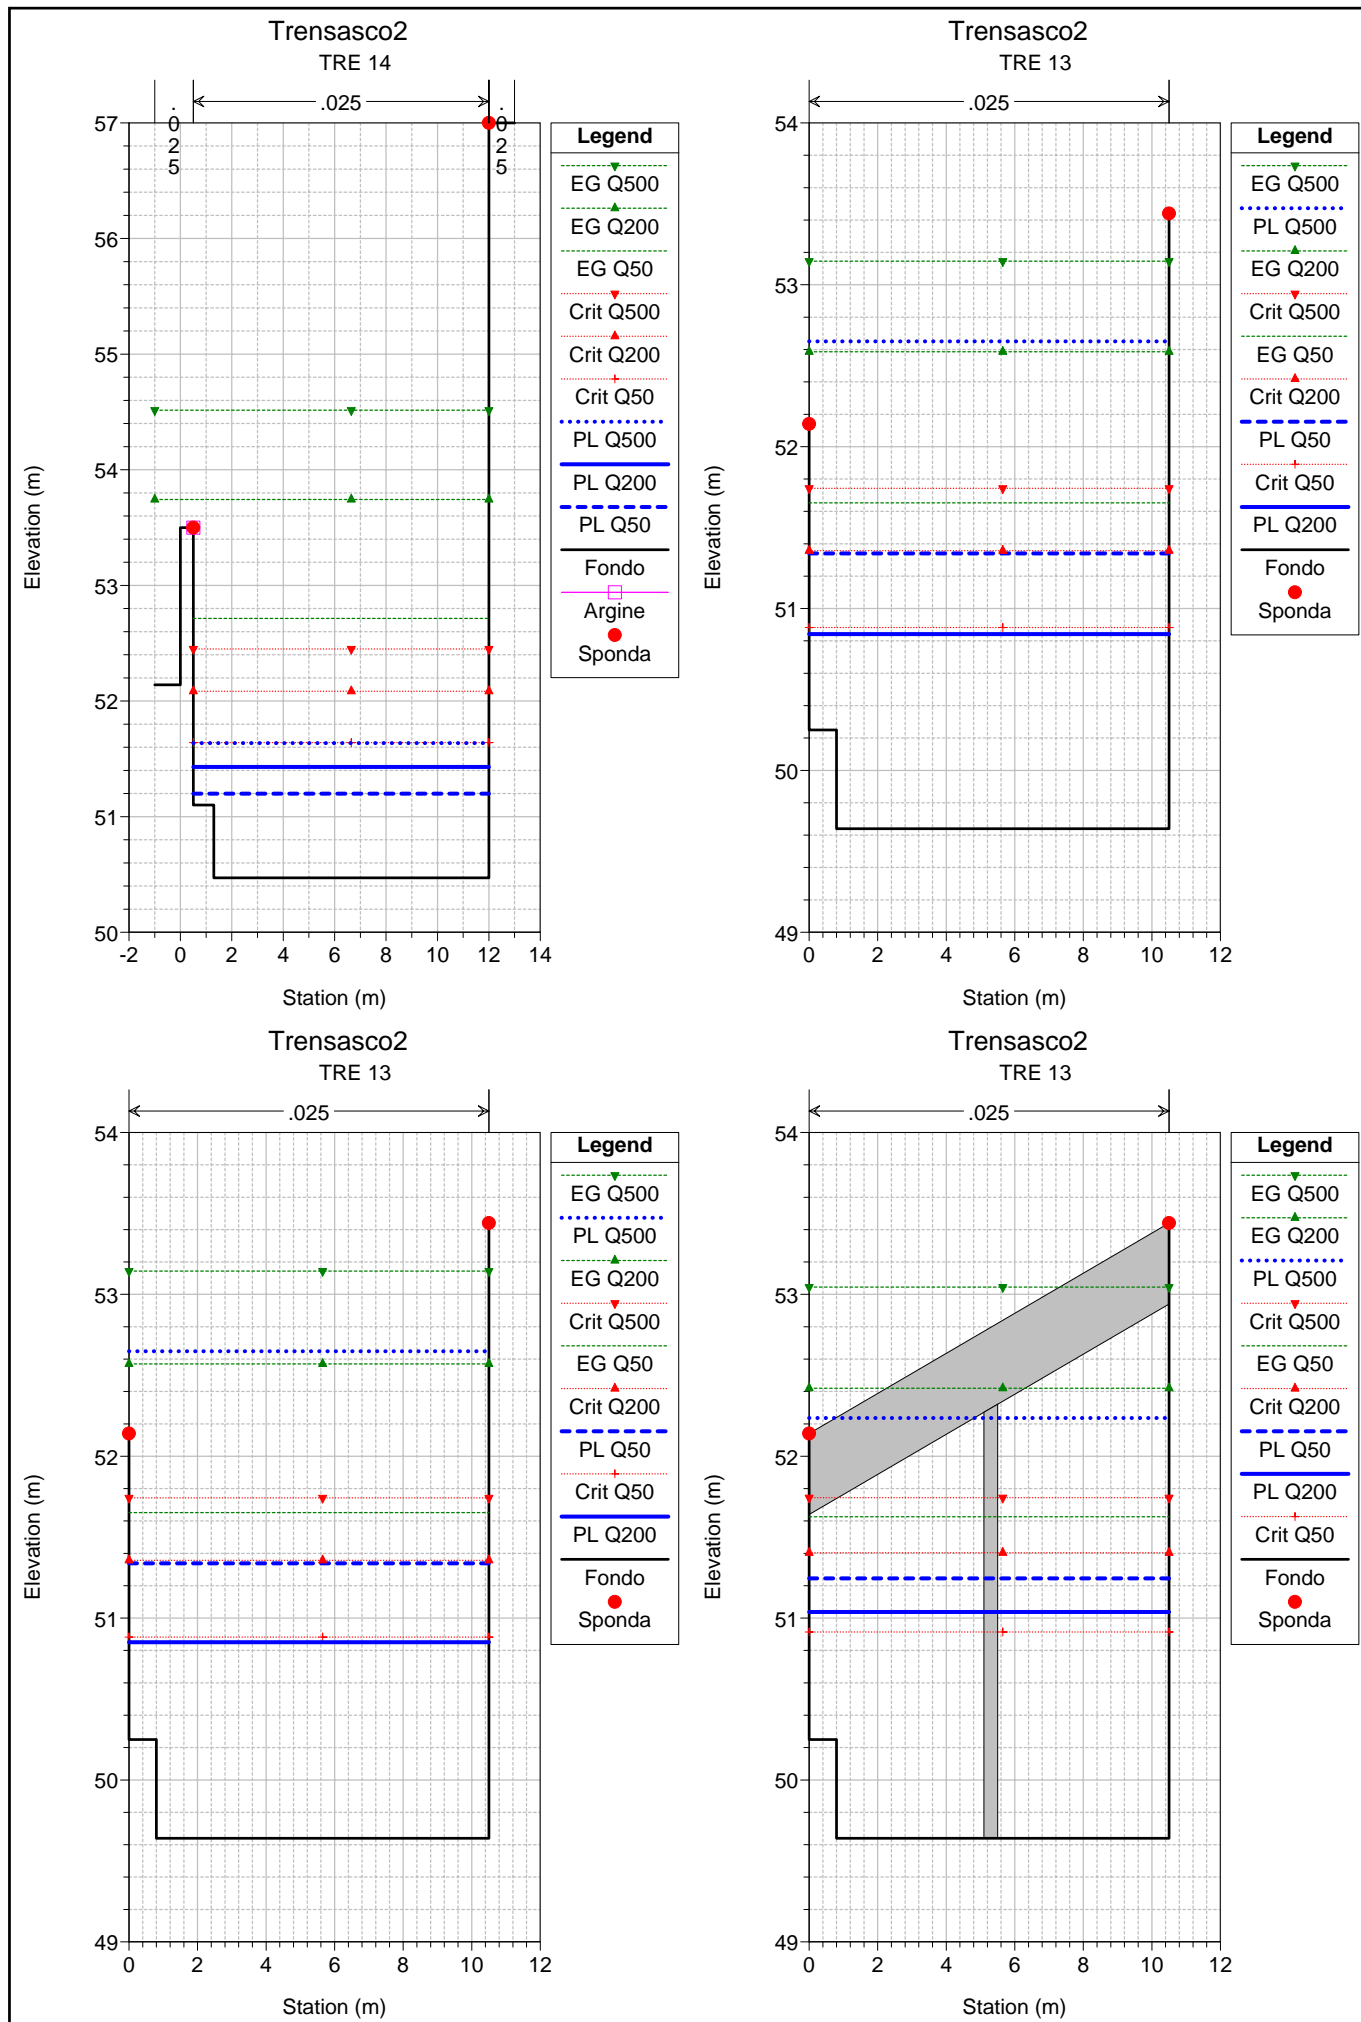 Trensasco2
TRE 14
.025
.025
.025
57
56
55
54
53
52
51
50
-2 0 2 4 6 8 10 12 14
Elevation (m)
Station (m)
Legend
EG Q500
EG Q200
EG Q50
Crit Q500
Crit Q200
Crit Q50
PL Q500
PL Q200
PL Q50
Fondo
Argine
Sponda
Trensasco2
TRE 13
.025
54
53
52
51
50
49
0 2 4 6 8 10 12
Elevation (m)
Station (m)
Legend
EG Q500
PL Q500
EG Q200
Crit Q500
EG Q50
Crit Q200
PL Q50
Crit Q50
PL Q200
Fondo
Sponda
Trensasco2
TRE 13
.025
54
53
52
51
50
49
0 2 4 6 8 10 12
Elevation (m)
Station (m)
Legend
EG Q500
PL Q500
EG Q200
Crit Q500
EG Q50
Crit Q200
PL Q50
Crit Q50
PL Q200
Fondo
Sponda
Trensasco2
TRE 13
.025
54
53
52
51
50
49
0 2 4 6 8 10 12
Elevation (m)
Station (m)
Legend
EG Q500
EG Q200
PL Q500
Crit Q500
EG Q50
Crit Q200
PL Q50
PL Q200
Crit Q50
Fondo
Sponda